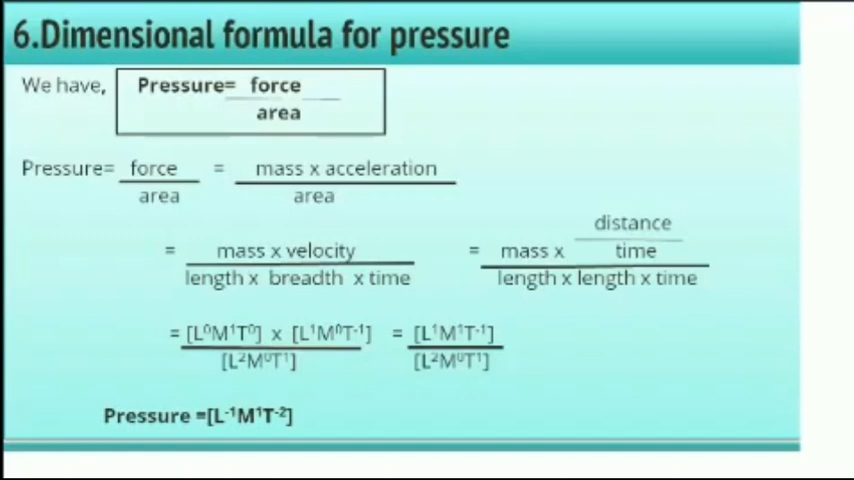 6.Dimensional formula for pressure
We have, Pressure= force
area
Pressure= force = mass x acceleration
area area
distance
= mass x velocity = mass x time
length x breadth x time length x length x time
= [L⁰M¹T⁰] x [L¹M⁰T⁻¹] = [L¹M¹T⁻¹]
[L²M⁰T¹] [L²M⁰T¹]
Pressure =[L⁻¹M¹T⁻²]